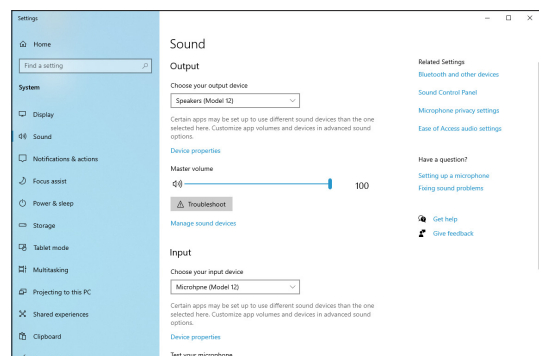 Settings
Home
Find a setting
System
Display
Sound
Notifications & actions
Focus assist
Power & sleep
Storage
Tablet mode
Multitasking
Projecting to this PC
Shared experiences
Clipboard
Sound
Output
Choose your output device
Speakers (Model 12)
Certain apps may be set up to use different sound devices than the one
selected here. Customize app volumes and devices in advanced sound
options.
Device properties
Master volume
100
Troubleshoot
Manage sound devices
Input
Choose your input device
Microhpne (Model 12)
Certain apps may be set up to use different sound devices than the one
selected here. Customize app volumes and devices in advanced sound
options.
Device properties
Test your microphone
Related Settings
Bluetooth and other devices
Sound Control Panel
Microphone privacy settings
Ease of Access audio settings
Have a question?
Setting up a microphone
Fixing sound problems
Get help
Give feedback